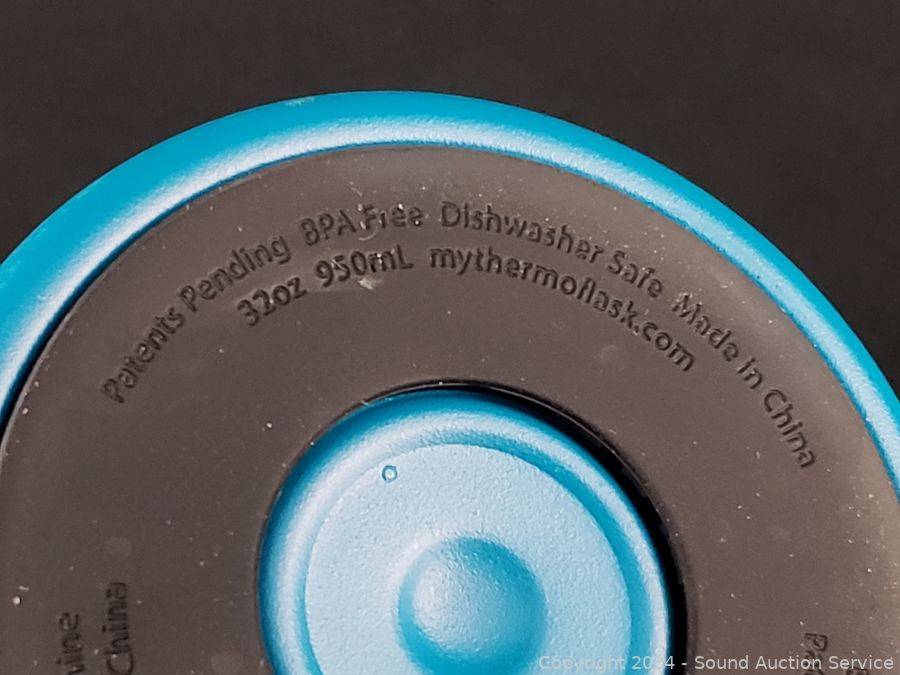 Patents Pending BPA Free Dishwasher Safe Made in China
32oz 950mL mythermoflask.com
China
Copyright 2024 - Sound Auction Service